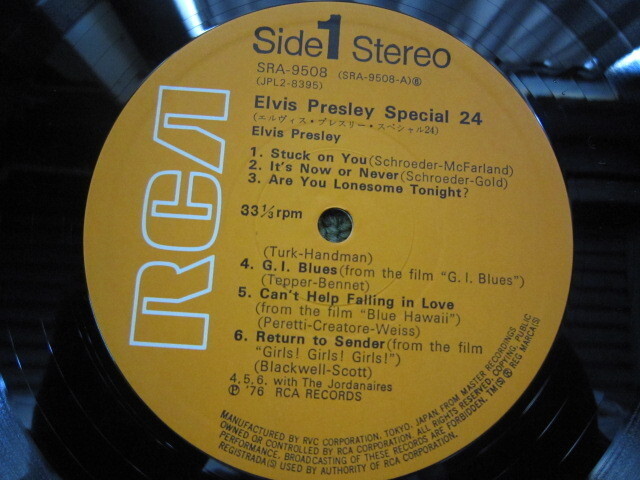 Side 1 Stereo
SRA-9508 (SRA-9508-A)Ⓑ
(JPL2-8395)
Elvis Presley Special 24
(エルヴィス・プレスリー・スペシャル24)
Elvis Presley
1. Stuck on You(Schroeder-McFarland)
2. It's Now or Never(Schroeder-Gold)
3. Are You Lonesome Tonight?
33⅓rpm
(Turk-Handman)
4. G.I. Blues(from the film "G.I. Blues")
(Tepper-Bennet)
5. Can't Help Falling in Love
(from the film "Blue Hawaii")
(Peretti-Creatore-Weiss)
6. Return to Sender(from the film
"Girls! Girls! Girls!")
(Blackwell-Scott)
4.5.6. with The Jordanaires
Ⓟ '76 RCA RECORDS
RCA
MANUFACTURED BY RVC CORPORATION, TOKYO, JAPAN FROM MASTER RECORDINGS
OWNED OR CONTROLLED BY RCA CORPORATION. ALL RIGHTS RESERVED. COPYING, PUBLIC
PERFORMANCE, BROADCASTING OF THESE RECORDS ARE FORBIDDEN. TM(S) ® REG MARCA(S)
REGISTRADA(S) USED BY AUTHORITY OF RCA CORPORATION.